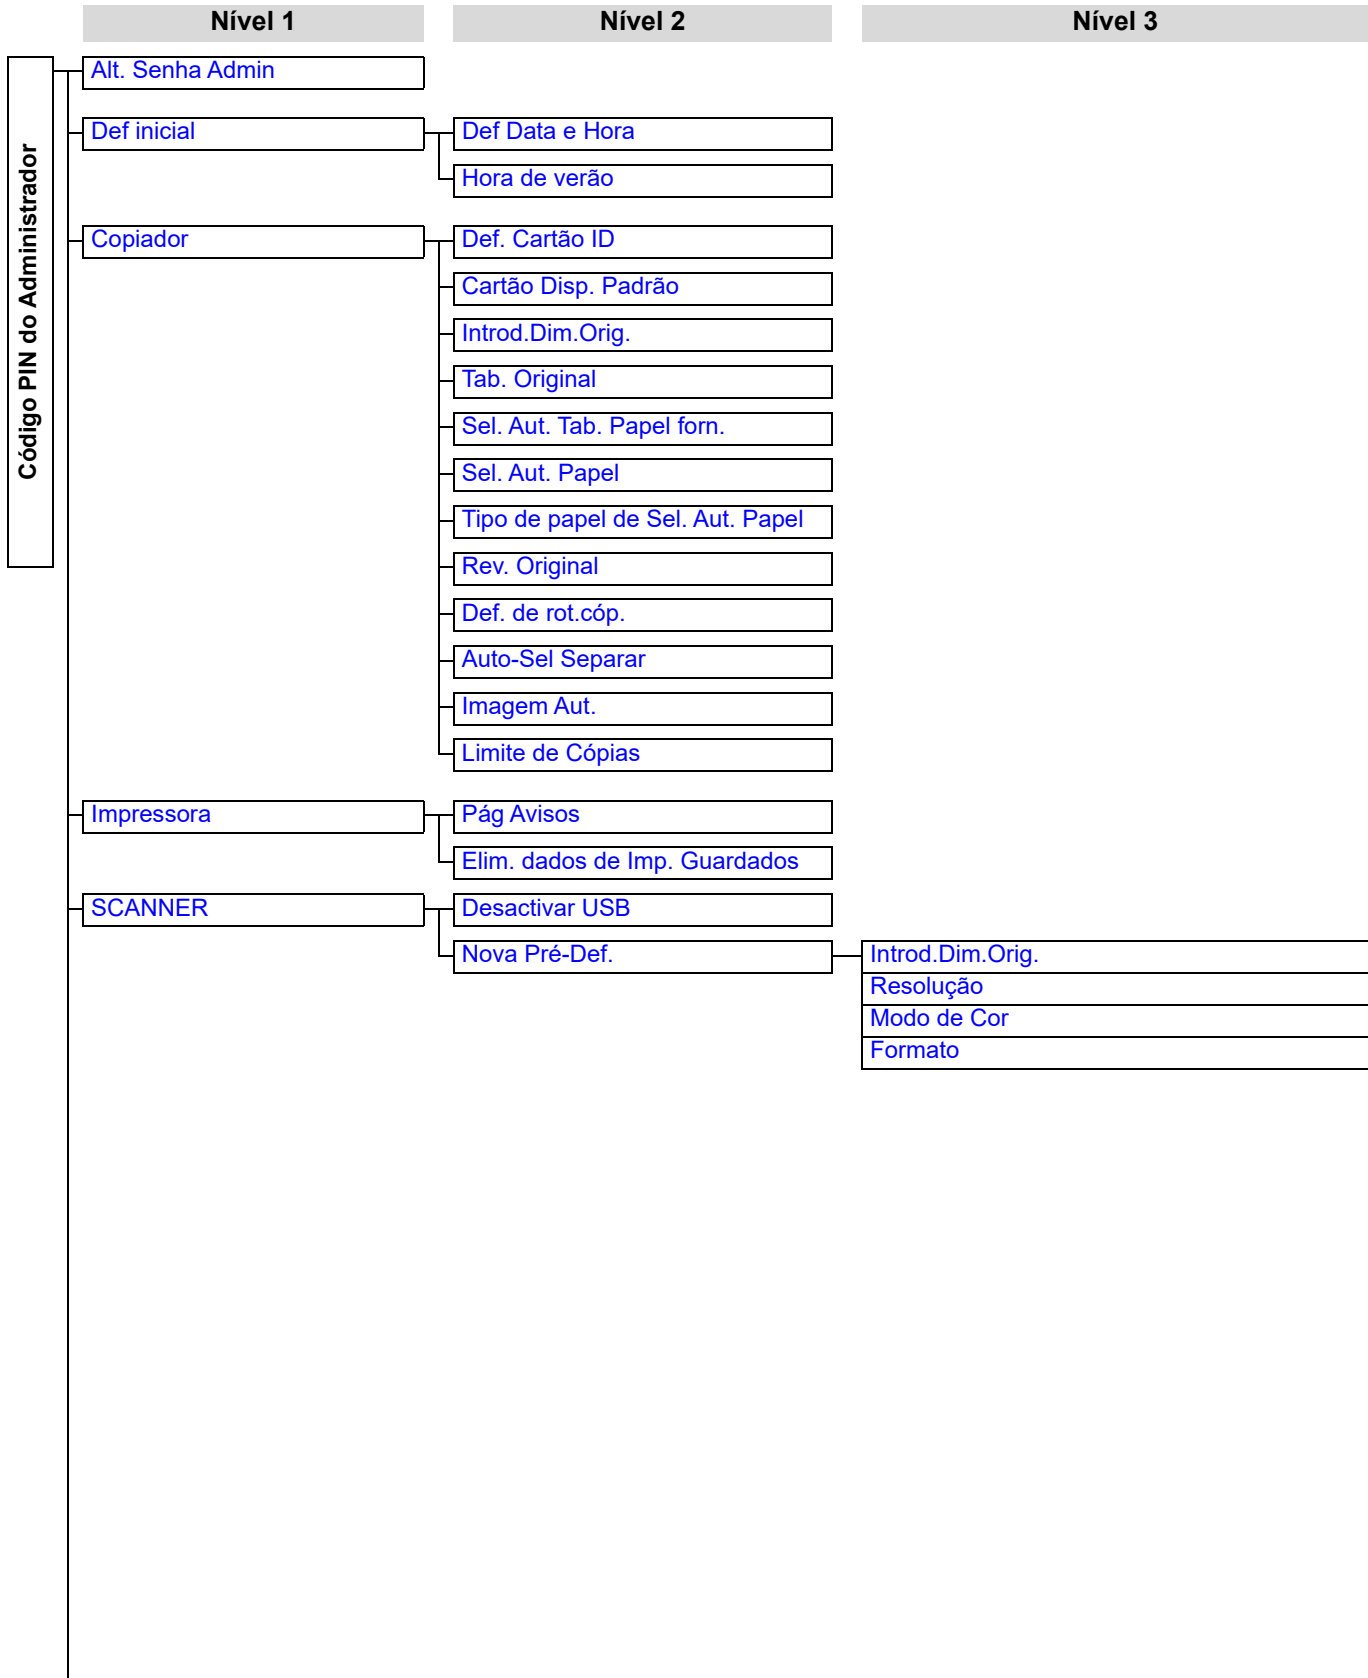 Nível 1
Nível 2
Nível 3
Código PIN do Administrador
Alt. Senha Admin
Def inicial
Def Data e Hora
Hora de verão
Copiador
Def. Cartão ID
Cartão Disp. Padrão
Introd.Dim.Orig.
Tab. Original
Sel. Aut. Tab. Papel forn.
Sel. Aut. Papel
Tipo de papel de Sel. Aut. Papel
Rev. Original
Def. de rot.cóp.
Auto-Sel Separar
Imagem Aut.
Limite de Cópias
Impressora
Pág Avisos
Elim. dados de Imp. Guardados
SCANNER
Desactivar USB
Nova Pré-Def.
Introd.Dim.Orig.
Resolução
Modo de Cor
Formato